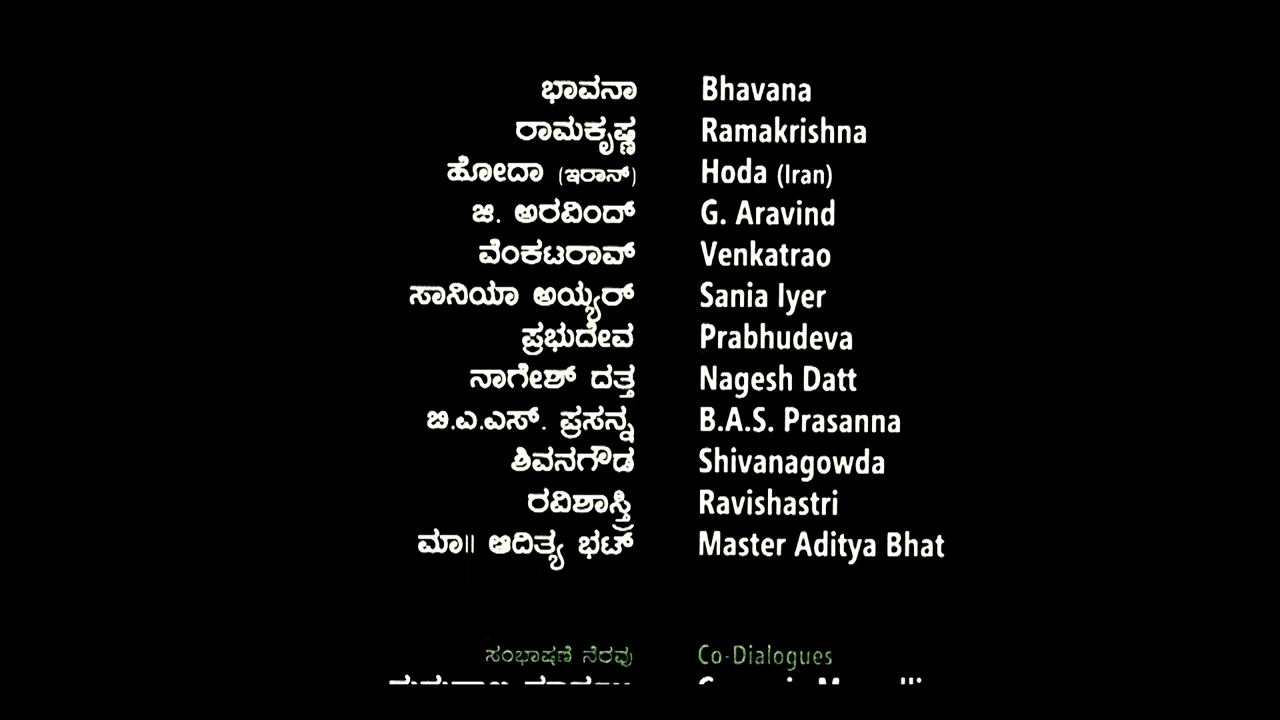 ಭಾವನಾ Bhavana
ರಾಮಕೃಷ್ಣ Ramakrishna
ಹೋದಾ (ಇರಾನ್) Hoda (Iran)
ಜಿ. ಅರವಿಂದ್ G. Aravind
ವೆಂಕಟರಾವ್ Venkatrao
ಸಾನಿಯಾ ಅಯ್ಯರ್ Sania Iyer
ಪ್ರಭುದೇವ Prabhudeva
ನಾಗೇಶ್ ದತ್ತ Nagesh Datt
ಬಿ.ಎ.ಎಸ್. ಪ್ರಸನ್ನ B.A.S. Prasanna
ಶಿವನಗೌಡ Shivanagowda
ರವಿಶಾಸ್ತ್ರಿ Ravishastri
ಮಾ॥ ಆದಿತ್ಯ ಭಟ್ Master Aditya Bhat
ಸಂಭಾಷಣೆ ನೆರವು Co-Dialogues